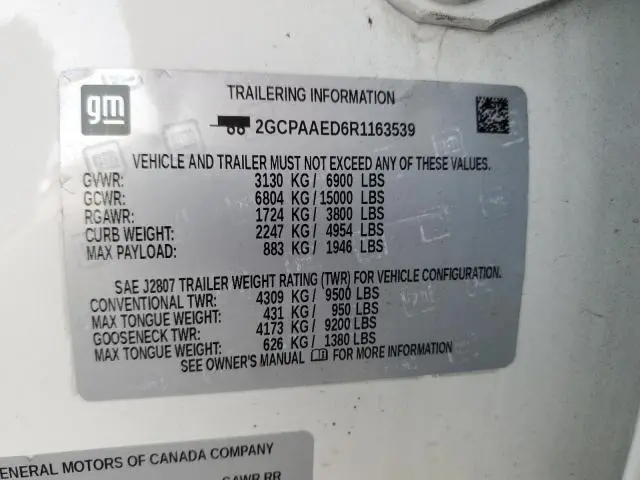 gm
TRAILERING INFORMATION
2GCPAAED6R1163539
VEHICLE AND TRAILER MUST NOT EXCEED ANY OF THESE VALUES.
GVWR: 3130 KG/ 6900 LBS
GCWR: 6804 KG/15000 LBS
RGAWR: 1724 KG/ 3800 LBS
CURB WEIGHT: 2247 KG/ 4954 LBS
MAX PAYLOAD: 883 KG/ 1946 LBS
SAE J2807 TRAILER WEIGHT RATING (TWR) FOR VEHICLE CONFIGURATION.
CONVENTIONAL TWR: 4309 KG/ 9500 LBS
MAX TONGUE WEIGHT: 431 KG/ 950 LBS
GOOSENECK TWR: 4173 KG/ 9200 LBS
MAX TONGUE WEIGHT: 626 KG/ 1380 LBS
SEE OWNER'S MANUAL FOR MORE INFORMATION
ENERAL MOTORS OF CANADA COMPANY
GAWR RR